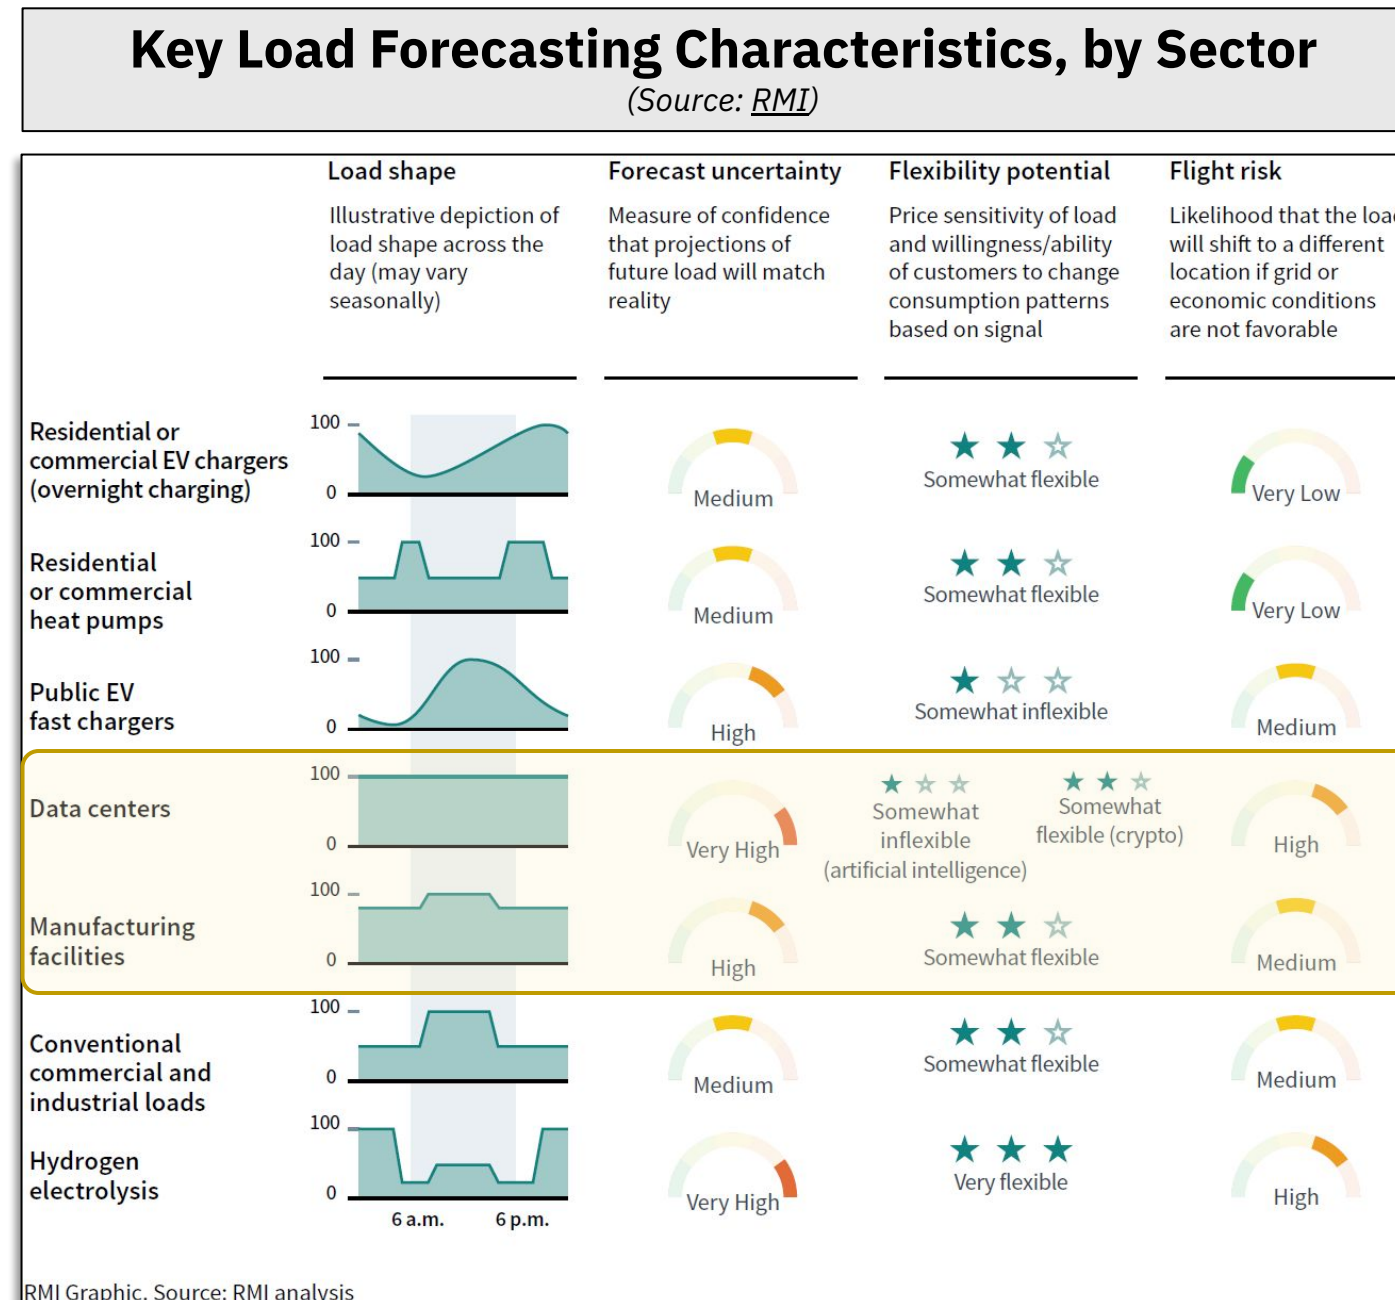 Key Load Forecasting Characteristics, by Sector
(Source: RMI)
Load shape
Illustrative depiction of
load shape across the
day (may vary
seasonally)
Forecast uncertainty
Measure of confidence
that projections of
future load will match
reality
Flexibility potential
Price sensitivity of load
and willingness/ability
of customers to change
consumption patterns
based on signal
Flight risk
Likelihood that the loa
will shift to a different
location if grid or
economic conditions
are not favorable
Residential or
commercial EV chargers
(overnight charging)
100
0
Medium
Somewhat flexible
Very Low
Residential
or commercial
heat pumps
100
0
Medium
Somewhat flexible
Very Low
Public EV
fast chargers
100
0
High
Somewhat inflexible
Medium
Data centers
100
0
Very High
Somewhat
inflexible
(artificial intelligence)
Somewhat
flexible (crypto)
High
Manufacturing
facilities
100
0
High
Somewhat flexible
Medium
Conventional
commercial and
industrial loads
100
0
Medium
Somewhat flexible
Medium
Hydrogen
electrolysis
100
0
Very High
Very flexible
High
6 a.m.
6 p.m.
RMI Graphic. Source: RMI analysis